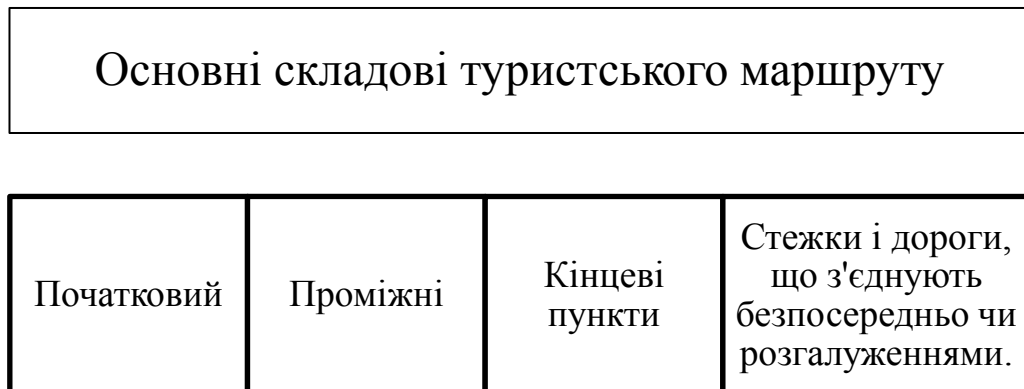 Основні складові туристського маршруту
Початковий
Проміжні
Кінцеві
пункти
Стежки і дороги,
що з'єднують
безпосередньо чи
розгалуженнями.